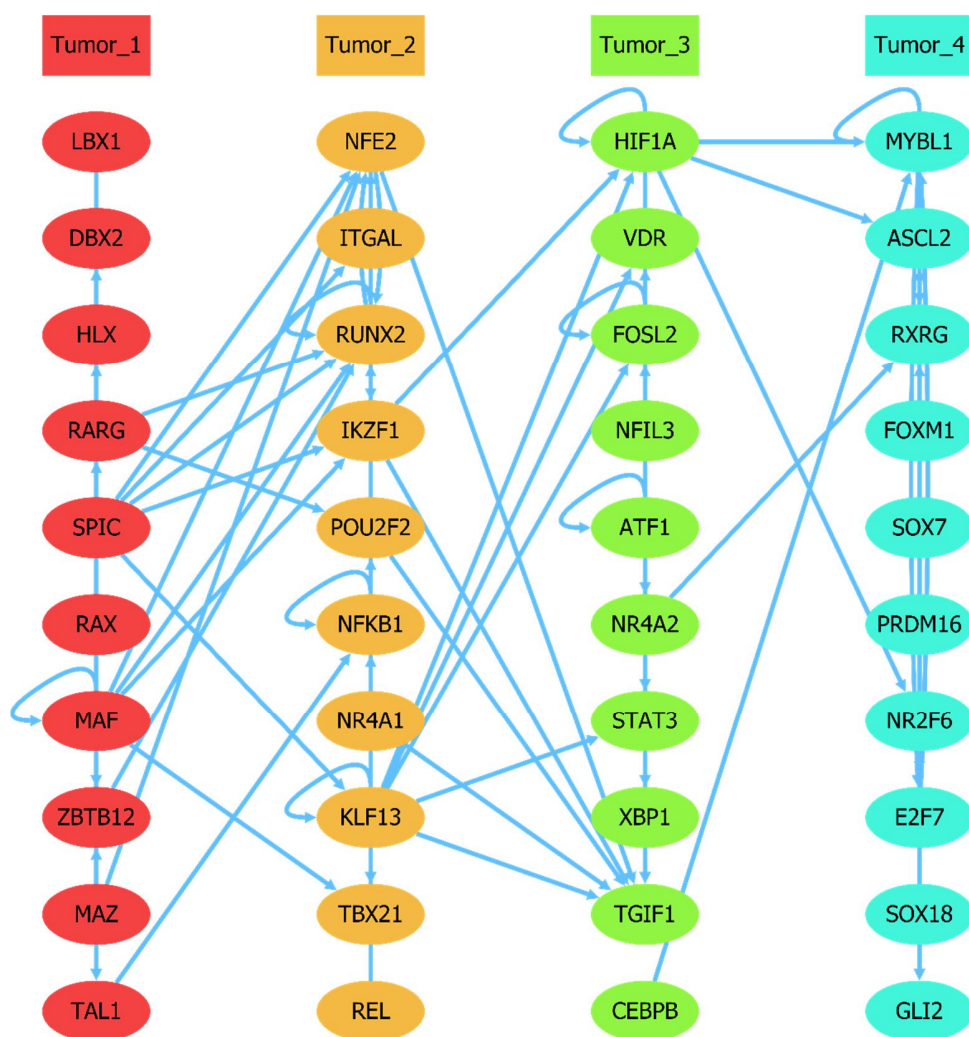 Tumor_1
Tumor_2
Tumor_3
Tumor_4
LBX1
NFE2
HIF1A
MYBL1
DBX2
ITGAL
VDR
ASCL2
HLX
RUNX2
FOSL2
RXRG
RARG
IKZF1
NFIL3
FOXM1
SPIC
POU2F2
ATF1
SOX7
RAX
NFKB1
NR4A2
PRDM16
MAF
NR4A1
STAT3
NR2F6
ZBTB12
KLF13
XBP1
E2F7
MAZ
TBX21
TGIF1
SOX18
TAL1
REL
CEBPB
GLI2